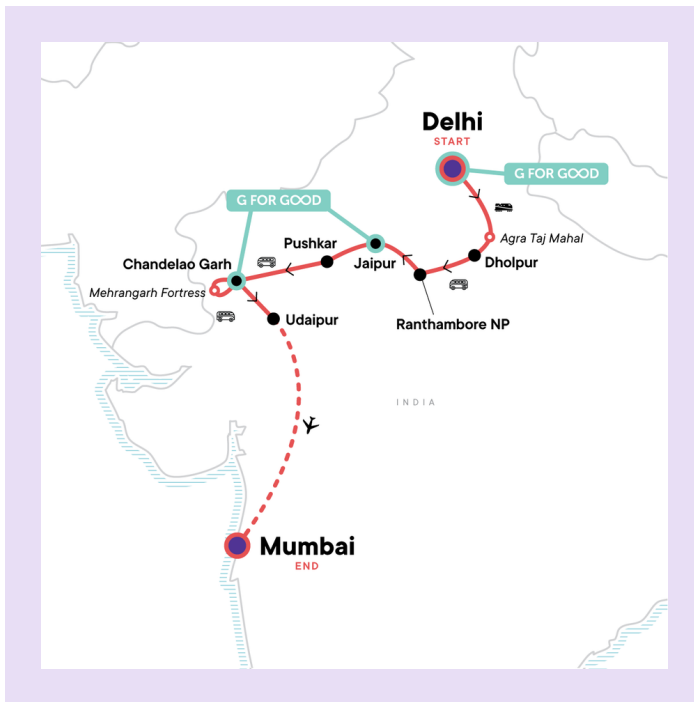 Delhi
START
G FOR GOOD
G FOR GOOD
Agra Taj Mahal
Pushkar
Jaipur
Dholpur
Chandelao Garh
Mehrangarh Fortress
Udaipur
Ranthambore NP
INDIA
Mumbai
END